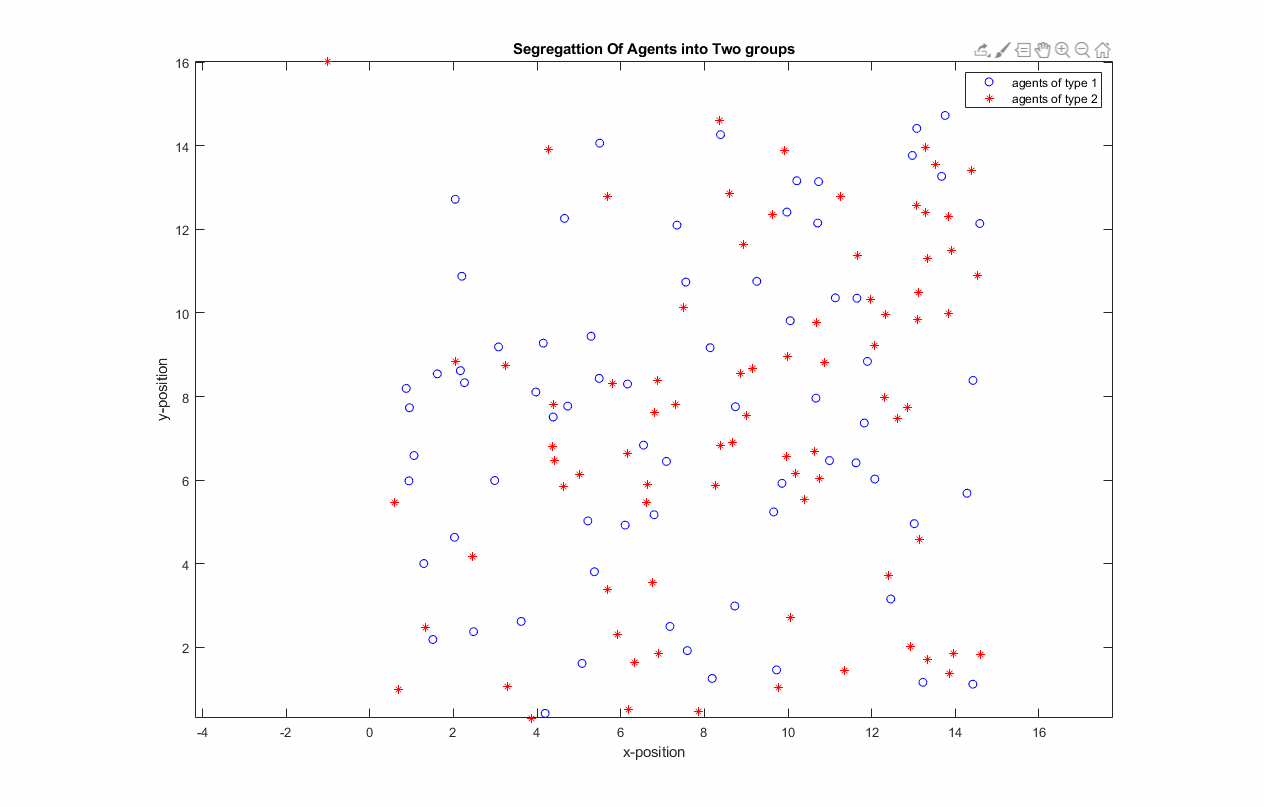 Segregattion Of Agents into Two groups
agents of type 1
agents of type 2
16
14
12
10
8
6
4
2
y-position
-4 -2 0 2 4 6 8 10 12 14 16
x-position